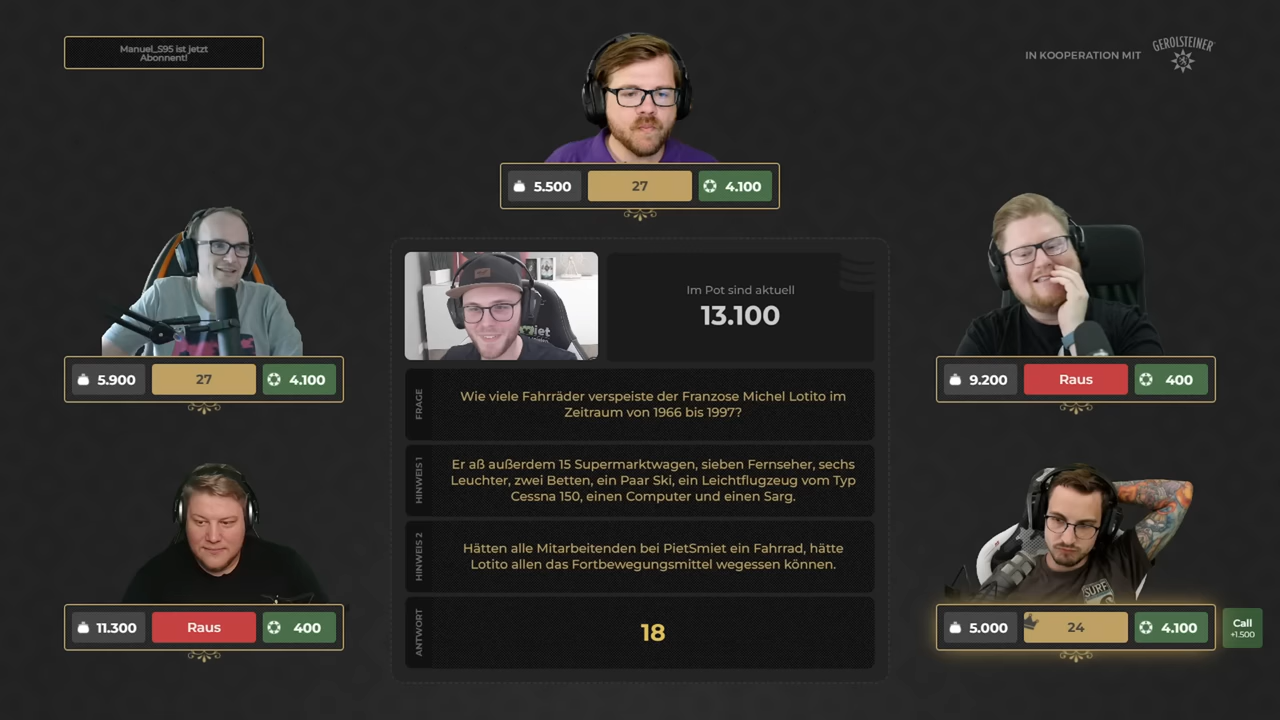 Manuel_S95 ist jetzt
Abonnent!
IN KOOPERATION MIT
GEROLSTEINER
5.500
27
4.100
5.900
27
4.100
Im Pot sind aktuell
13.100
9.200
Raus
400
FRAGE
Wie viele Fahrräder verspeiste der Franzose Michel Lotito im
Zeitraum von 1966 bis 1997?
HINWEIS 1
Er aß außerdem 15 Supermarktwagen, sieben Fernseher, sechs
Leuchter, zwei Betten, ein Paar Ski, ein Leichtflugzeug vom Typ
Cessna 150, einen Computer und einen Sarg.
HINWEIS 2
Hätten alle Mitarbeitenden bei PietSmiet ein Fahrrad, hätte
Lotito allen das Fortbewegungsmittel wegessen können.
ANTWORT
18
11.300
Raus
400
SURF
5.000
24
4.100
Call
+1.500